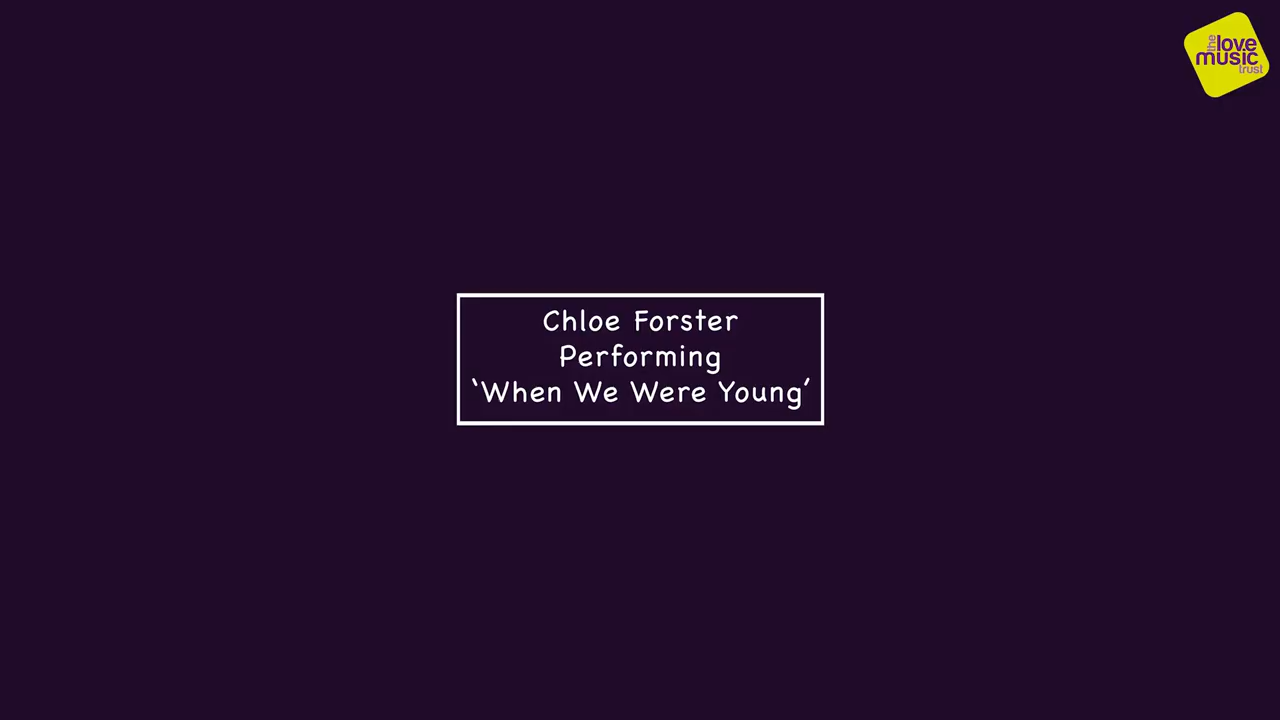 the love
music
trust
Chloe Forster
Performing
‘When We Were Young’